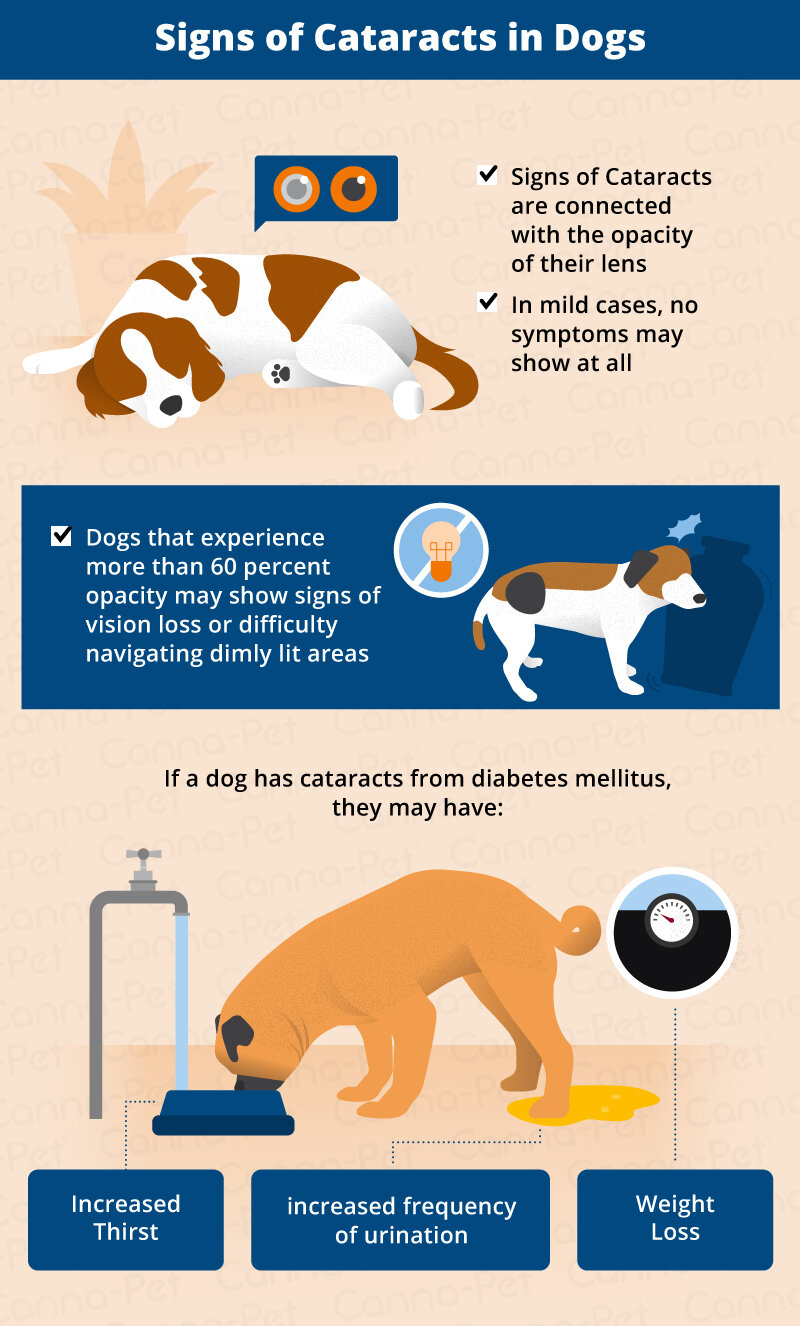 Signs of Cataracts in Dogs
Signs of Cataracts
are connected
with the opacity
of their lens
In mild cases, no
symptoms may
show at all
Dogs that experience
more than 60 percent
opacity may show signs of
vision loss or difficulty
navigating dimly lit areas
If a dog has cataracts from diabetes mellitus,
they may have:
Increased
Thirst
increased frequency
of urination
Weight
Loss
Canna-Pet®